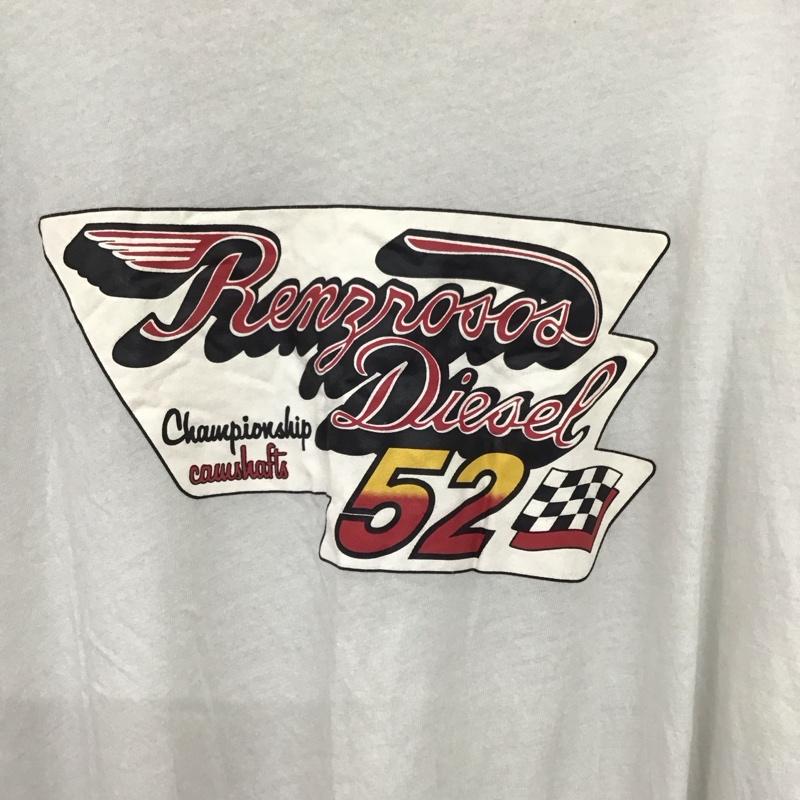 Renzrosos
Diesel
Championship
camshafts
52